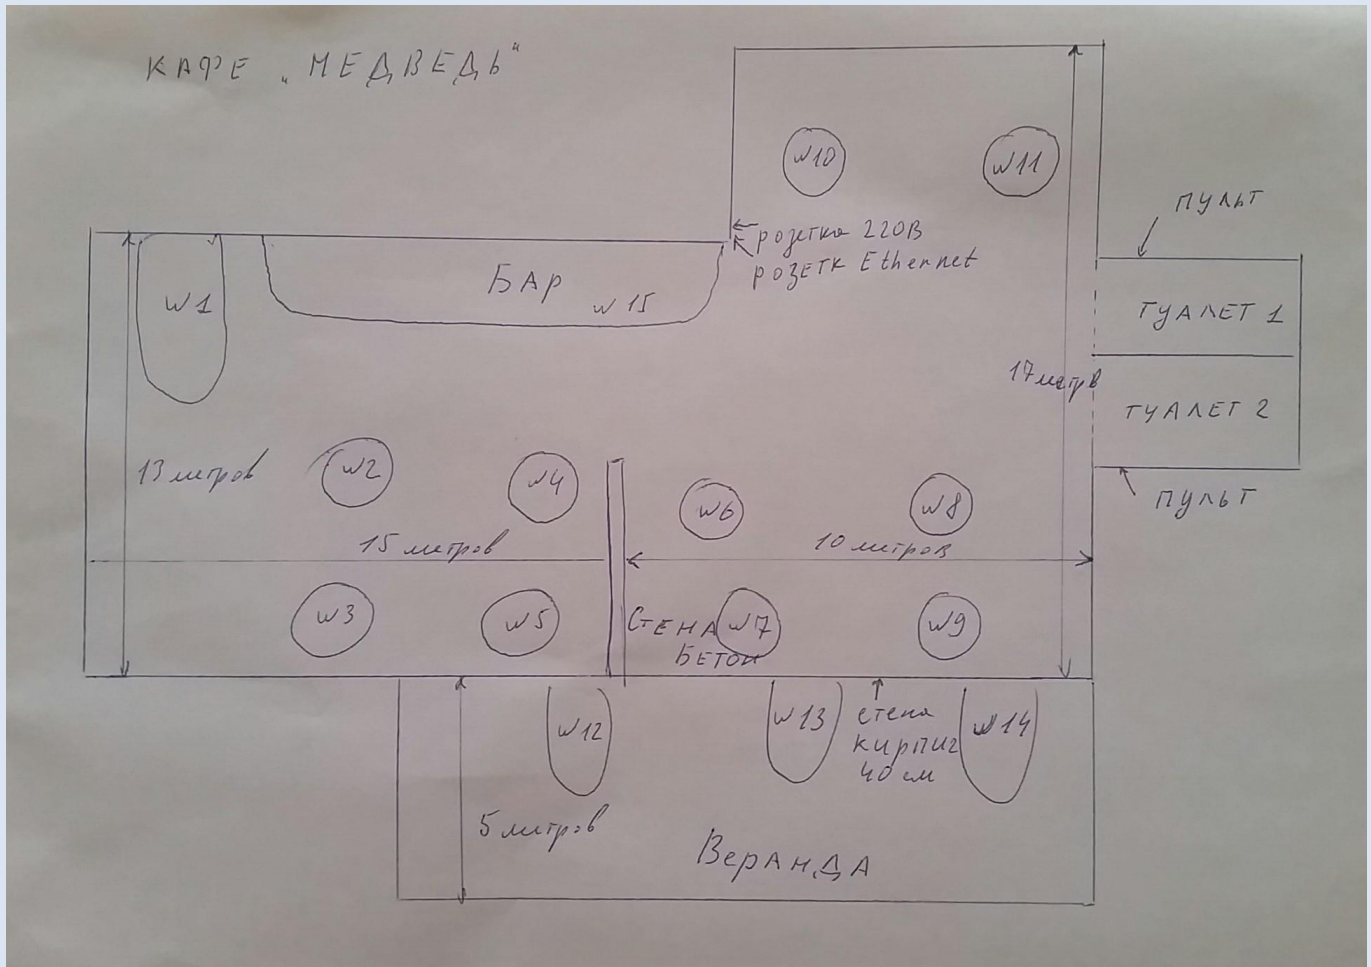 КАФЕ „МЕДВЕДЬ"
w10
w11
ПУЛЬТ
розетка 220В
РОЗЕТК Ethernet
w1
БАР
w15
ТУАЛЕТ 1
17 метров
ТУАЛЕТ 2
ПУЛЬТ
13 метров
w2
w4
w6
w8
15 метров
10 метров
w3
w5
СТЕНА
БЕТОН
w7
w9
w12
w13
стена
кирпич
40 см
w14
5 метров
ВЕРАНДА